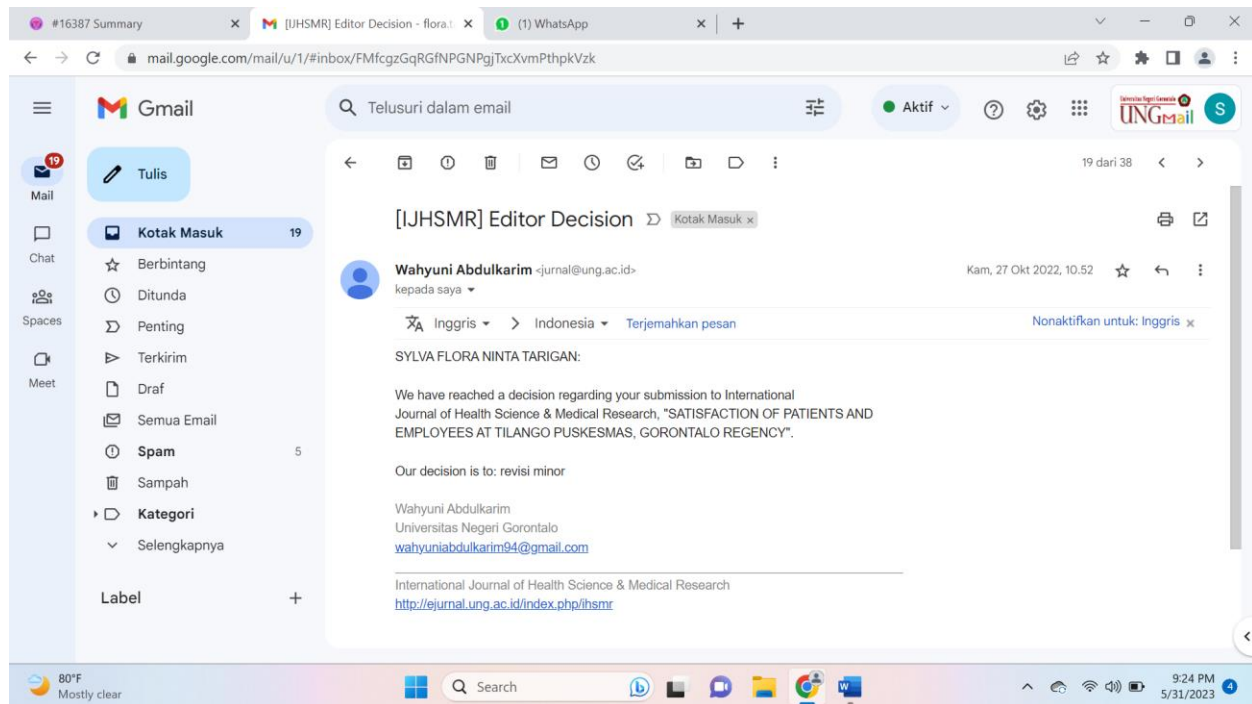 #16387 Summary
[IJHSMR] Editor Decision - flora.t
(1) WhatsApp
mail.google.com/mail/u/1/#inbox/FMfcgzGqRGfNPGNPgjTxcXvmPthpkVzk
Gmail
Telusuri dalam email
Aktif
UNGMail
S
19
Mail
Chat
Spaces
Meet
Tulis
Kotak Masuk 19
Berbintang
Ditunda
Penting
Terkirim
Draf
Semua Email
Spam 5
Sampah
Kategori
Selengkapnya
Label
19 dari 38
[IJHSMR] Editor Decision Kotak Masuk x
Wahyuni Abdulkarim <jurnal@ung.ac.id> Kam, 27 Okt 2022, 10.52
kepada saya
Inggris > Indonesia Terjemahkan pesan Nonaktifkan untuk: Inggris x
SYLVA FLORA NINTA TARIGAN:
We have reached a decision regarding your submission to International
Journal of Health Science & Medical Research, "SATISFACTION OF PATIENTS AND
EMPLOYEES AT TILANGO PUSKESMAS, GORONTALO REGENCY".
Our decision is to: revisi minor
Wahyuni Abdulkarim
Universitas Negeri Gorontalo
wahyuniabdulkarim94@gmail.com
International Journal of Health Science & Medical Research
http://ejurnal.ung.ac.id/index.php/ihsmr
80°F
Mostly clear
Search
9:24 PM
5/31/2023
4